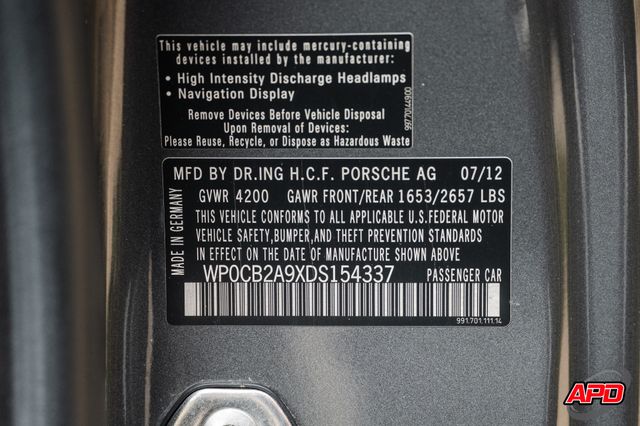 This vehicle may include mercury-containing
devices installed by the manufacturer:
• High Intensity Discharge Headlamps
• Navigation Display
Remove Devices Before Vehicle Disposal
Upon Removal of Devices:
Please Reuse, Recycle, or Dispose as Hazardous Waste
MFD BY DR.ING H.C.F. PORSCHE AG 07/12
GVWR 4200 GAWR FRONT/REAR 1653/2657 LBS
THIS VEHICLE CONFORMS TO ALL APPLICABLE U.S.FEDERAL MOTOR
VEHICLE SAFETY,BUMPER,AND THEFT PREVENTION STANDARDS
IN EFFECT ON THE DATE OF MANUFACTURE SHOWN ABOVE
WP0CB2A9XDS154337 PASSENGER CAR
MADE IN GERMANY
991.701.111.14
APD